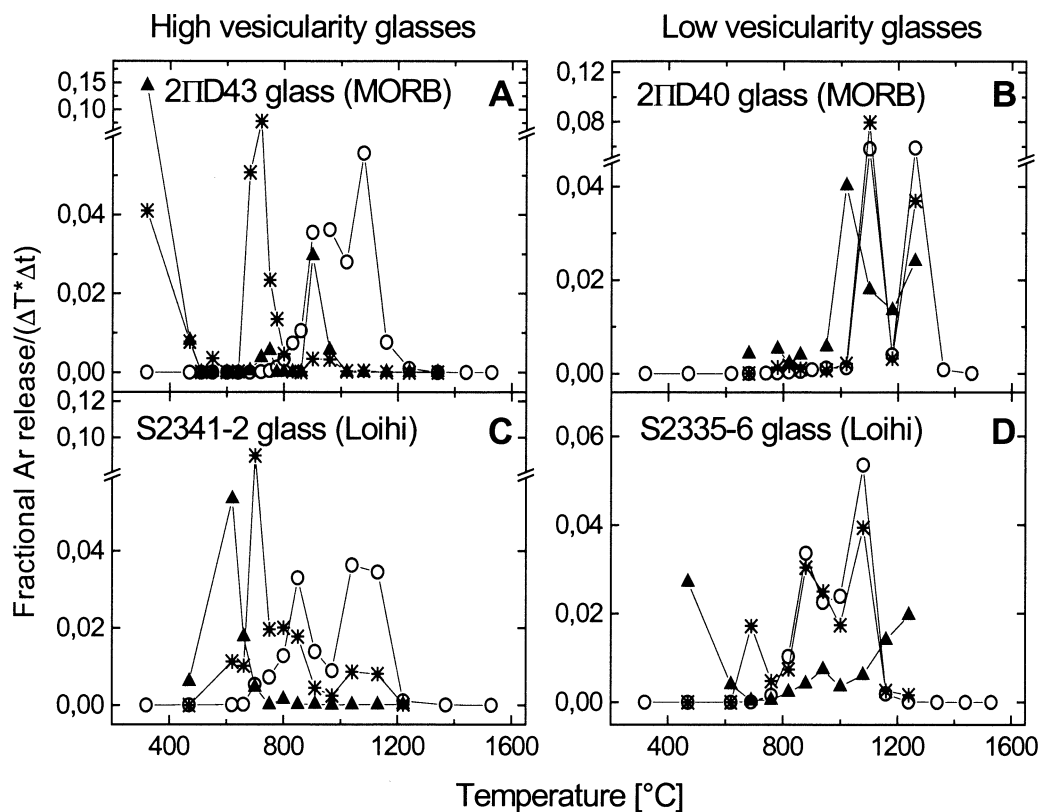 High vesicularity glasses
Low vesicularity glasses
Fractional Ar release/(ΔT*Δt)
2ΠD43 glass (MORB)
A
0,15
0,10
0,04
0,02
0,00
2ΠD40 glass (MORB)
B
0,12
0,08
0,04
0,02
0,00
S2341-2 glass (Loihi)
C
0,12
0,10
0,04
0,02
0,00
400
800
1200
1600
S2335-6 glass (Loihi)
D
0,06
0,04
0,02
0,00
400
800
1200
1600
Temperature [°C]